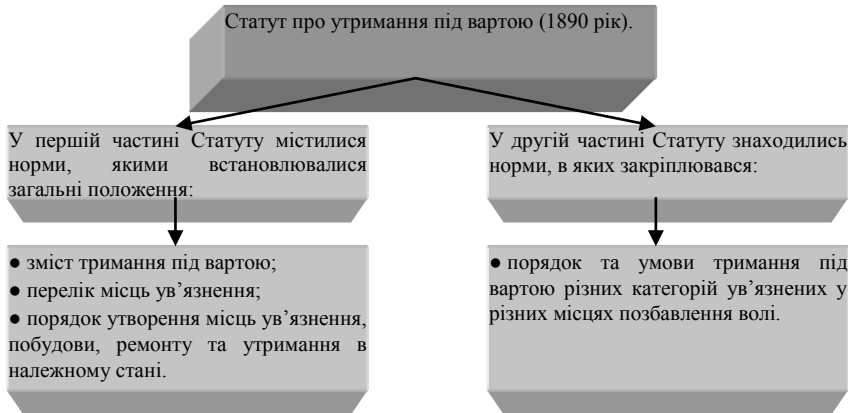 Статут про утримання під вартою (1890 рік).
У першій частині Статуту містилися
норми, якими встановлювалися
загальні положення:
У другій частині Статуту знаходились
норми, в яких закріплювався:
● зміст тримання під вартою;
● перелік місць ув’язнення;
● порядок утворення місць ув’язнення,
побудови, ремонту та утримання в
належному стані.
● порядок та умови тримання під
вартою різних категорій ув’язнених у
різних місцях позбавлення волі.